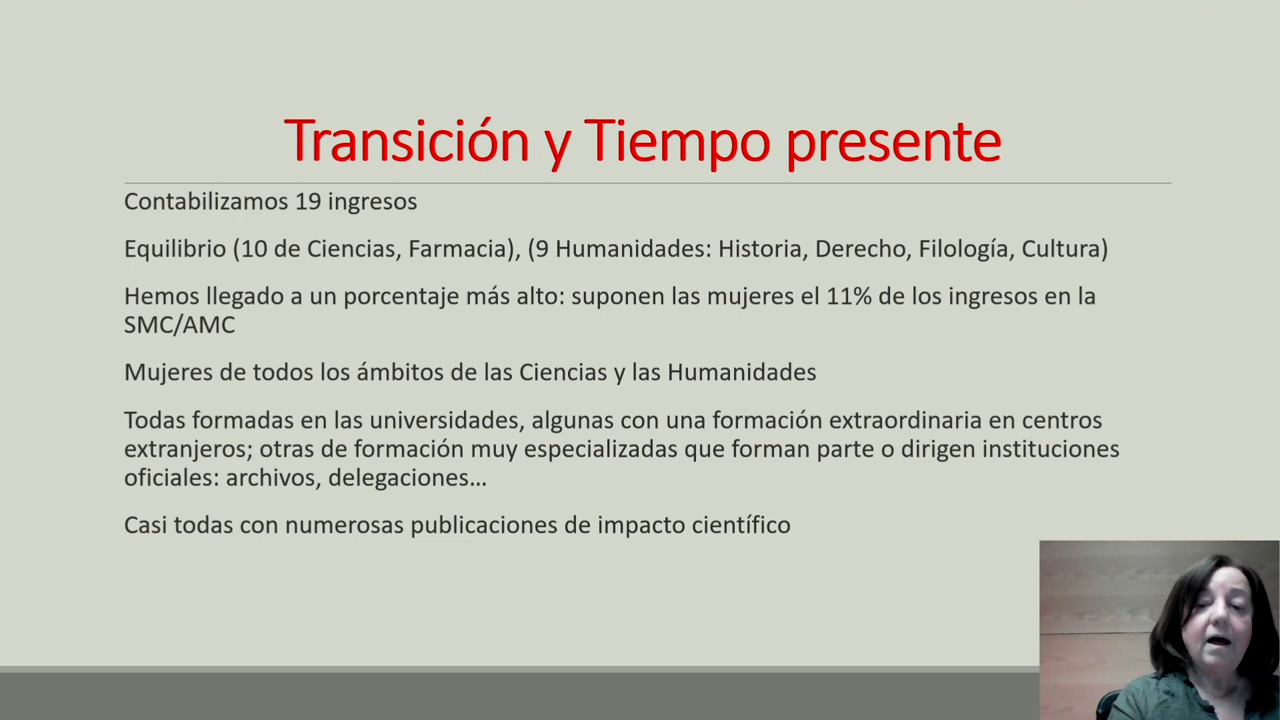 Transición y Tiempo presente
Contabilizamos 19 ingresos
Equilibrio (10 de Ciencias, Farmacia), (9 Humanidades: Historia, Derecho, Filología, Cultura)
Hemos llegado a un porcentaje más alto: suponen las mujeres el 11% de los ingresos en la
SMC/AMC
Mujeres de todos los ámbitos de las Ciencias y las Humanidades
Todas formadas en las universidades, algunas con una formación extraordinaria en centros
extranjeros; otras de formación muy especializadas que forman parte o dirigen instituciones
oficiales: archivos, delegaciones…
Casi todas con numerosas publicaciones de impacto científico